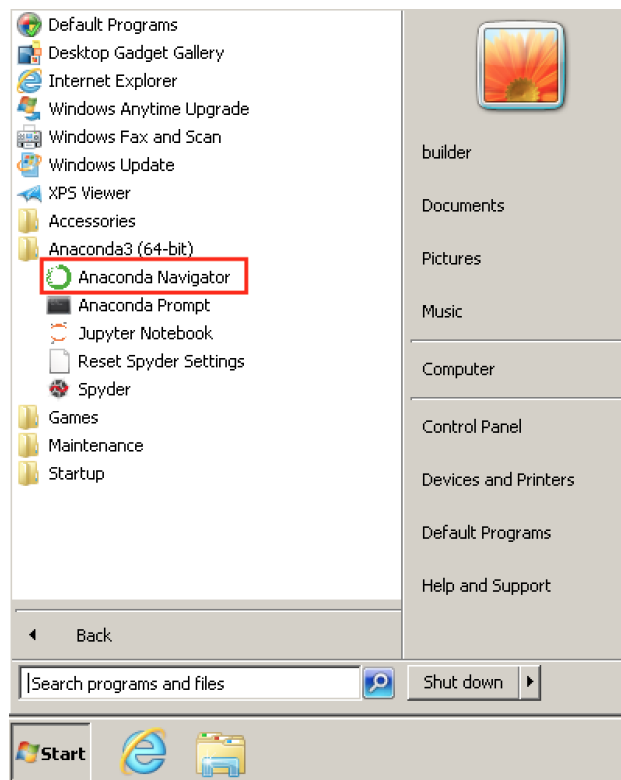 Default Programs
Desktop Gadget Gallery
Internet Explorer
Windows Anytime Upgrade
Windows Fax and Scan
Windows Update
XPS Viewer
Accessories
Anaconda3 (64-bit)
Anaconda Navigator
Anaconda Prompt
Jupyter Notebook
Reset Spyder Settings
Spyder
Games
Maintenance
Startup
Back
Search programs and files
builder
Documents
Pictures
Music
Computer
Control Panel
Devices and Printers
Default Programs
Help and Support
Shut down
Start